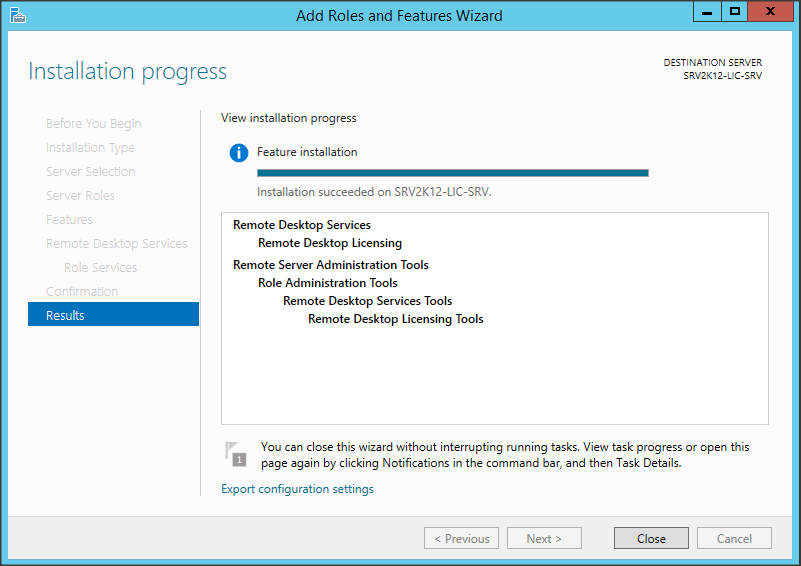 Add Roles and Features Wizard
Installation progress
DESTINATION SERVER
SRV2K12-LIC-SRV
Before You Begin
Installation Type
Server Selection
Server Roles
Features
Remote Desktop Services
Role Services
Confirmation
Results
View installation progress
Feature installation
Installation succeeded on SRV2K12-LIC-SRV.
Remote Desktop Services
Remote Desktop Licensing
Remote Server Administration Tools
Role Administration Tools
Remote Desktop Services Tools
Remote Desktop Licensing Tools
1
You can close this wizard without interrupting running tasks. View task progress or open this
page again by clicking Notifications in the command bar, and then Task Details.
Export configuration settings
< Previous
Next >
Close
Cancel